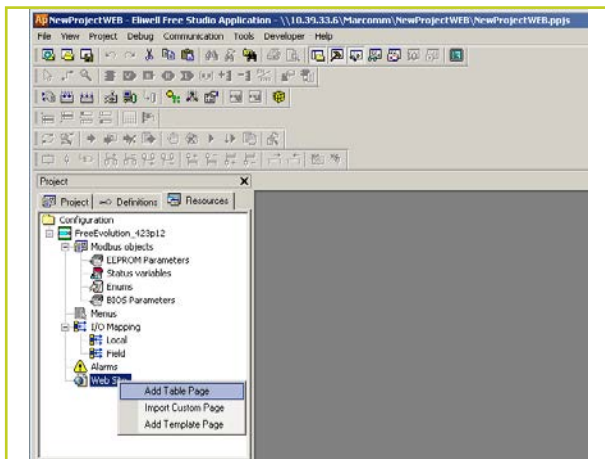 NewProjectWEB - Eliwell Free Studio Application - \\10.39.33.6\Marcomm\NewProjectWEB\NewProjectWEB.ppjs
File View Project Debug Communication Tools Developer Help
Project
Project Definitions Resources
Configuration
FreeEvolution_423p12
Modbus objects
EEPROM Parameters
Status variables
Enums
BIOS Parameters
Menus
I/O Mapping
Local
Field
Alarms
Web Site
Add Table Page
Import Custom Page
Add Template Page